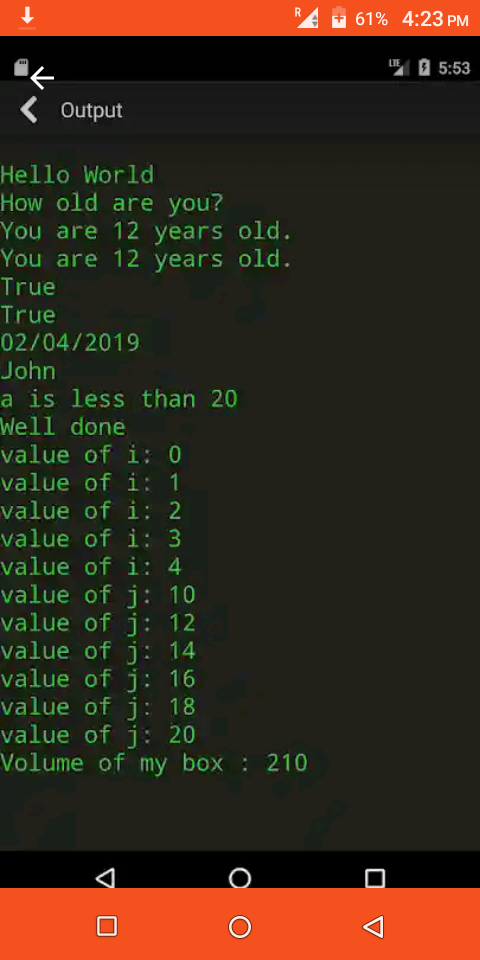 R 61% 4:23 PM
LTE 5:53
Output
Hello World
How old are you?
You are 12 years old.
You are 12 years old.
True
True
02/04/2019
John
a is less than 20
Well done
value of i: 0
value of i: 1
value of i: 2
value of i: 3
value of i: 4
value of j: 10
value of j: 12
value of j: 14
value of j: 16
value of j: 18
value of j: 20
Volume of my box : 210